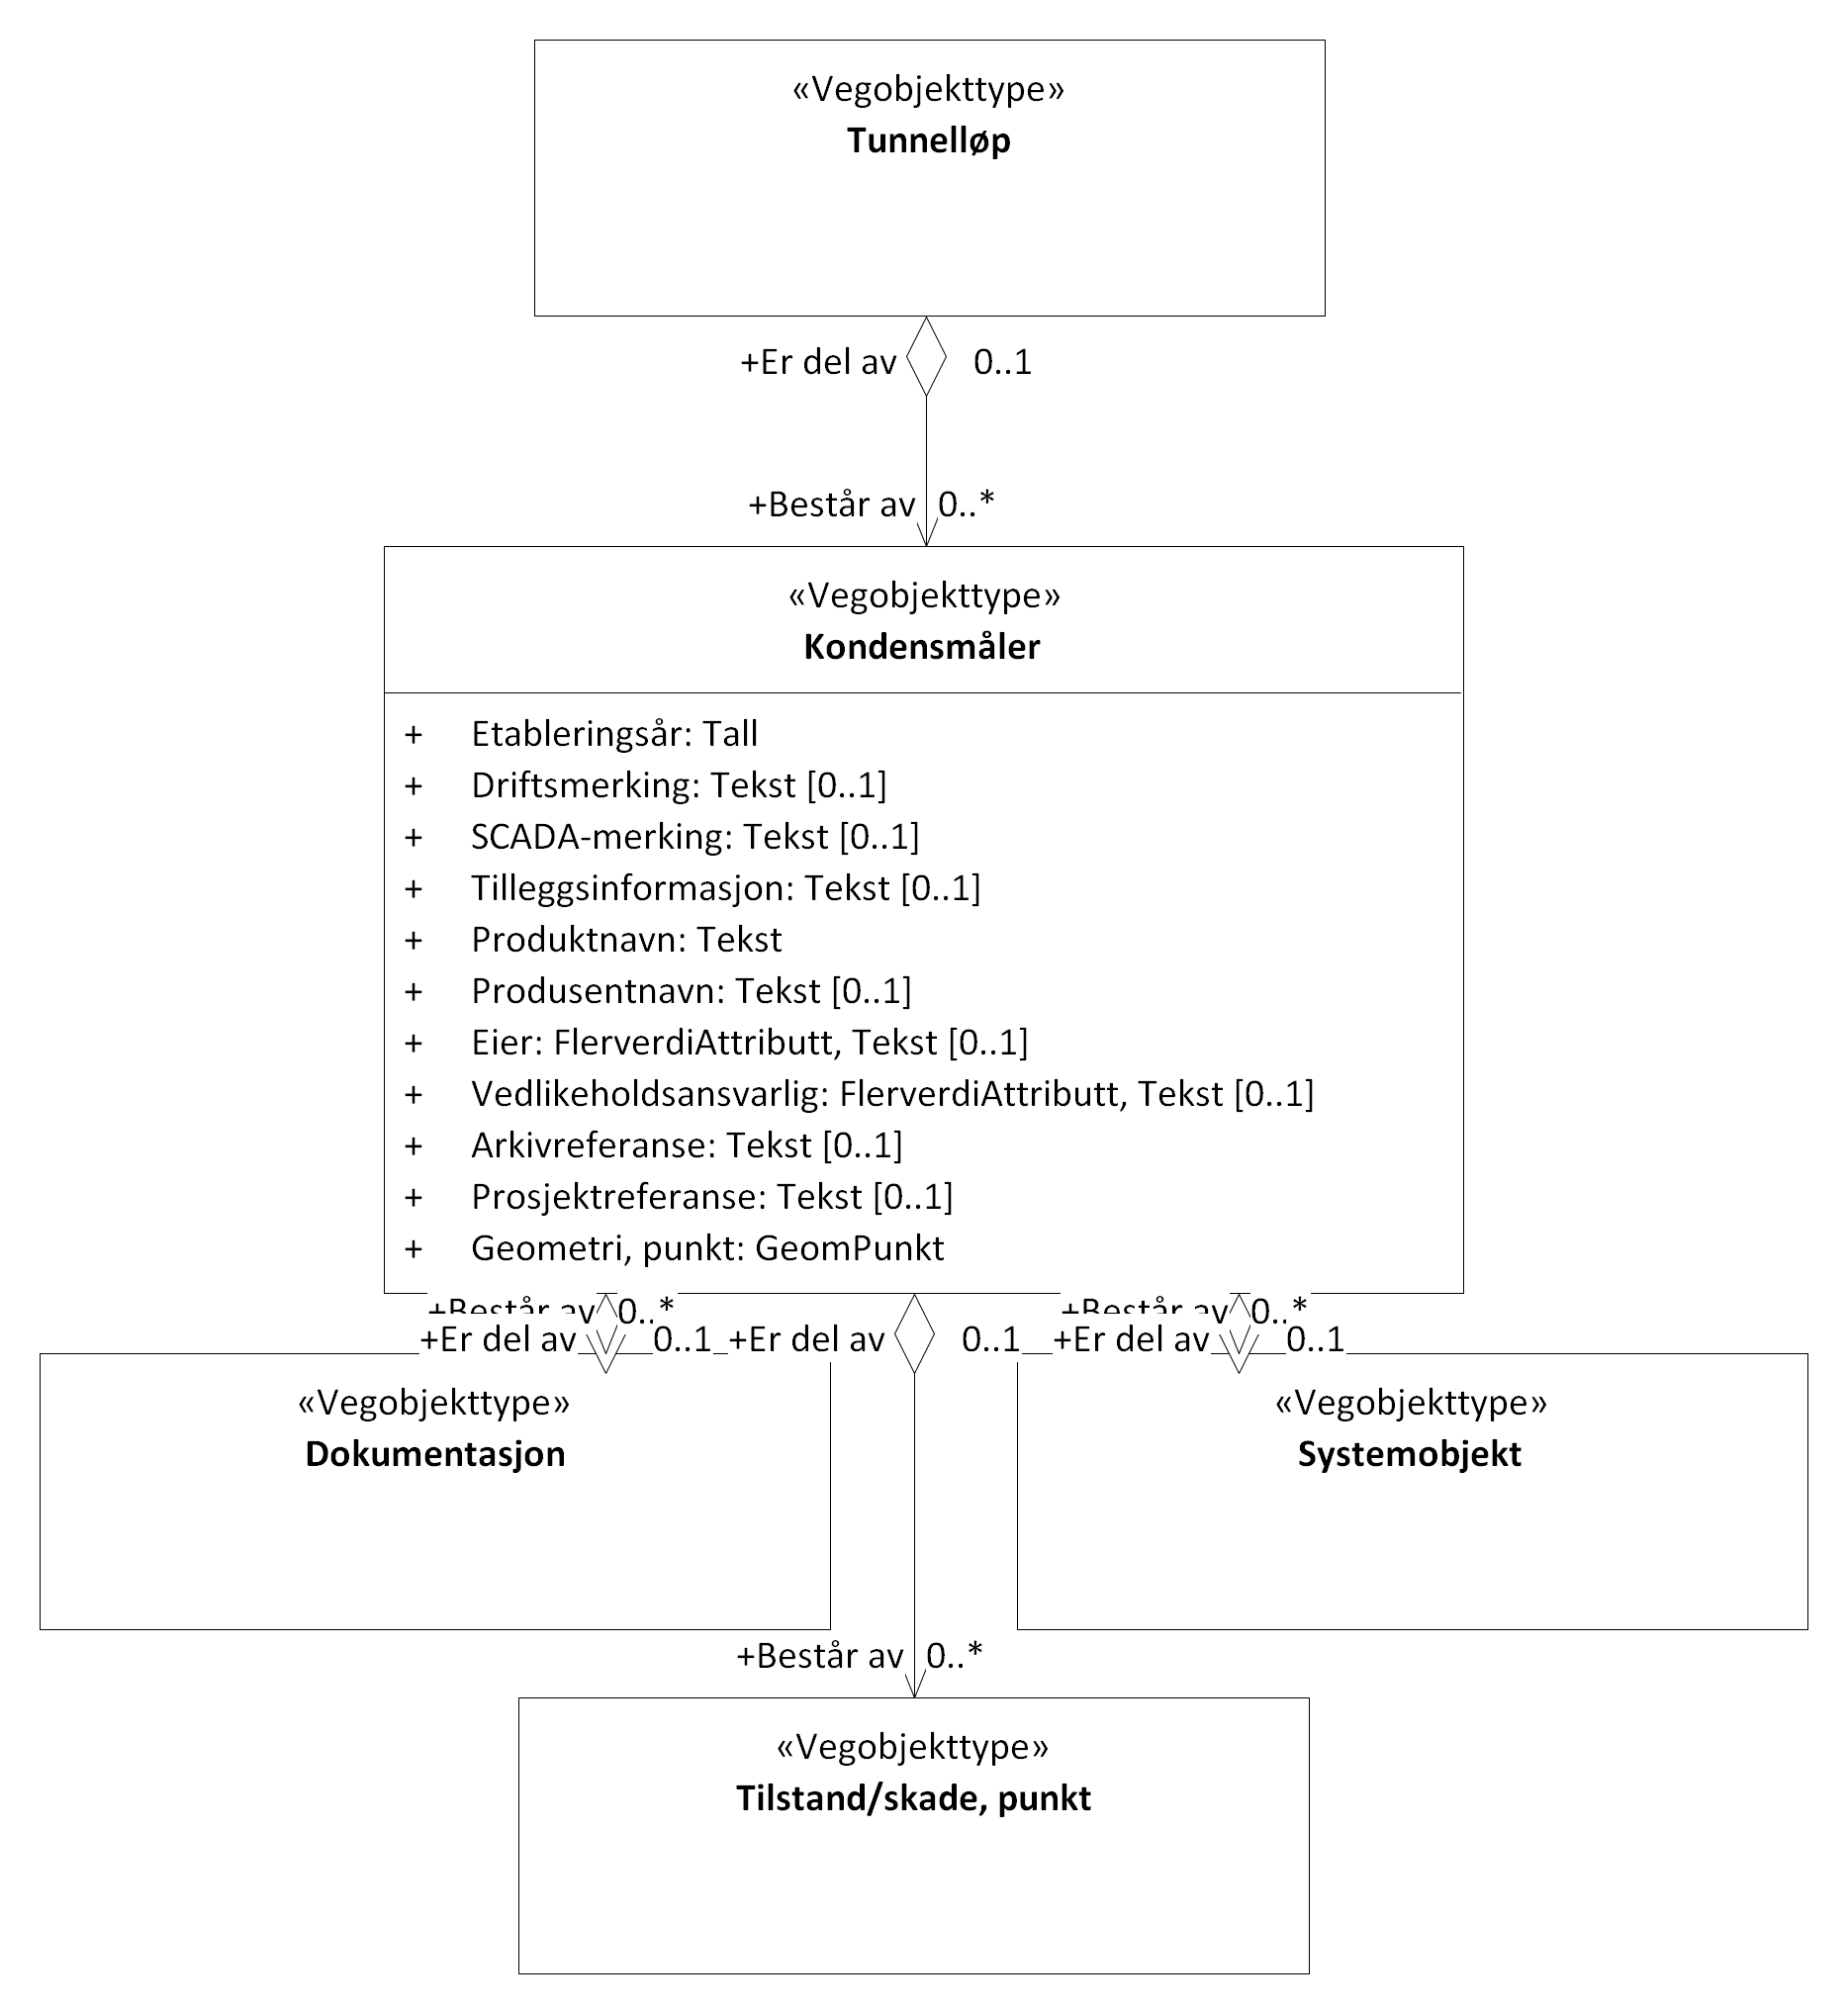 «Vegobjekttype»
Tunnelløp
+Er del av 0..1
+Består av 0..*
«Vegobjekttype»
Kondensmåler
+ Etableringsår: Tall
+ Driftsmerking: Tekst [0..1]
+ SCADA-merking: Tekst [0..1]
+ Tilleggsinformasjon: Tekst [0..1]
+ Produktnavn: Tekst
+ Produsentnavn: Tekst [0..1]
+ Eier: FlerverdiAttributt, Tekst [0..1]
+ Vedlikeholdsansvarlig: FlerverdiAttributt, Tekst [0..1]
+ Arkivreferanse: Tekst [0..1]
+ Prosjektreferanse: Tekst [0..1]
+ Geometri, punkt: GeomPunkt
+Består av 0..*
+Er del av 0..1
+Er del av 0..1
+Består av 0..*
+Er del av 0..1
«Vegobjekttype»
Dokumentasjon
«Vegobjekttype»
Systemobjekt
+Består av 0..*
«Vegobjekttype»
Tilstand/skade, punkt